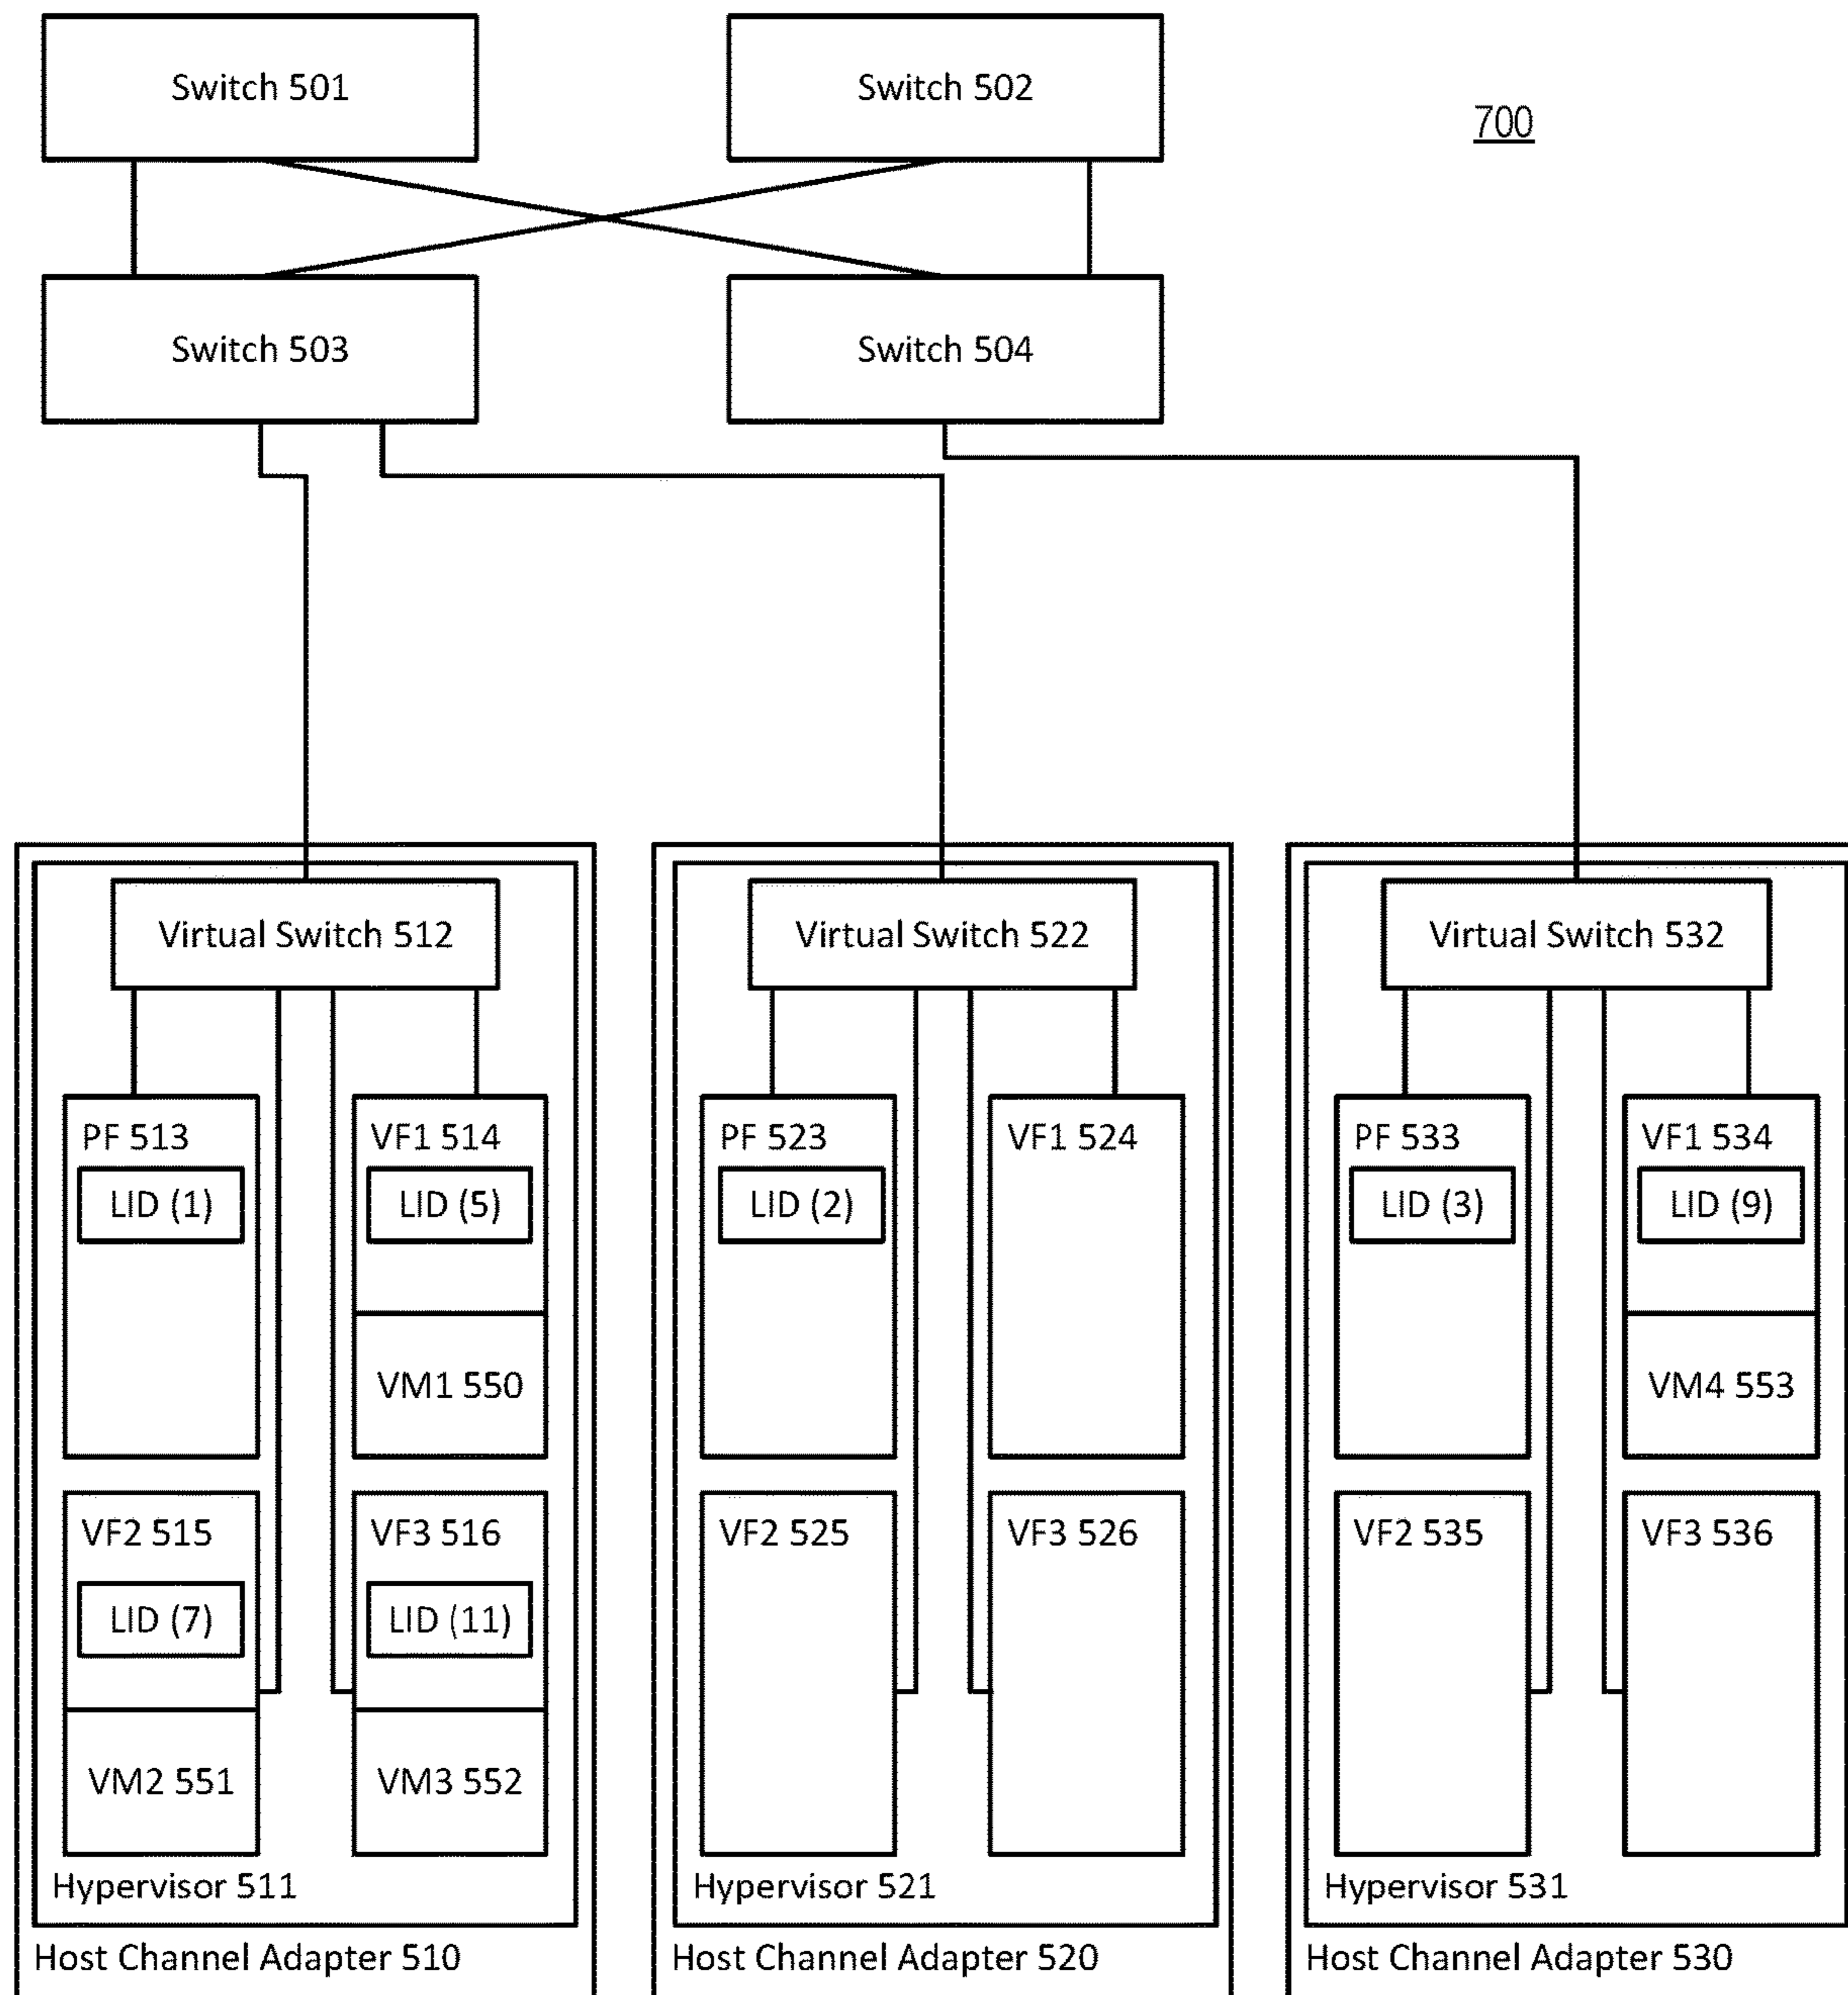 Switch 501
Switch 502
700
Switch 503
Switch 504
Virtual Switch 512
Virtual Switch 522
Virtual Switch 532
PF 513
LID (1)
VF1 514
LID (5)
VM1 550
PF 523
LID (2)
VF1 524
PF 533
LID (3)
VF1 534
LID (9)
VM4 553
VF2 515
LID (7)
VM2 551
VF3 516
LID (11)
VM3 552
VF2 525
VF3 526
VF2 535
VF3 536
Hypervisor 511
Hypervisor 521
Hypervisor 531
Host Channel Adapter 510
Host Channel Adapter 520
Host Channel Adapter 530